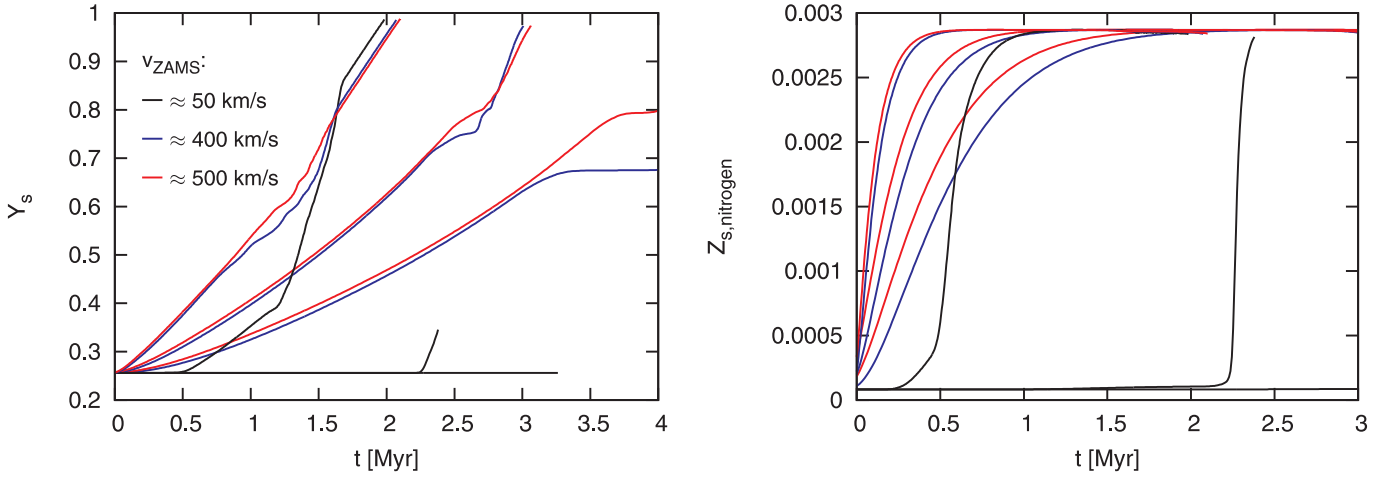 1
0.9
0.8
0.7
0.6
0.5
0.4
0.3
0.2
Y_s
v_ZAMS:
≈ 50 km/s
≈ 400 km/s
≈ 500 km/s
0 0.5 1 1.5 2 2.5 3 3.5 4
t [Myr]
0.003
0.0025
0.002
0.0015
0.001
0.0005
0
Z_s,nitrogen
0 0.5 1 1.5 2 2.5 3
t [Myr]